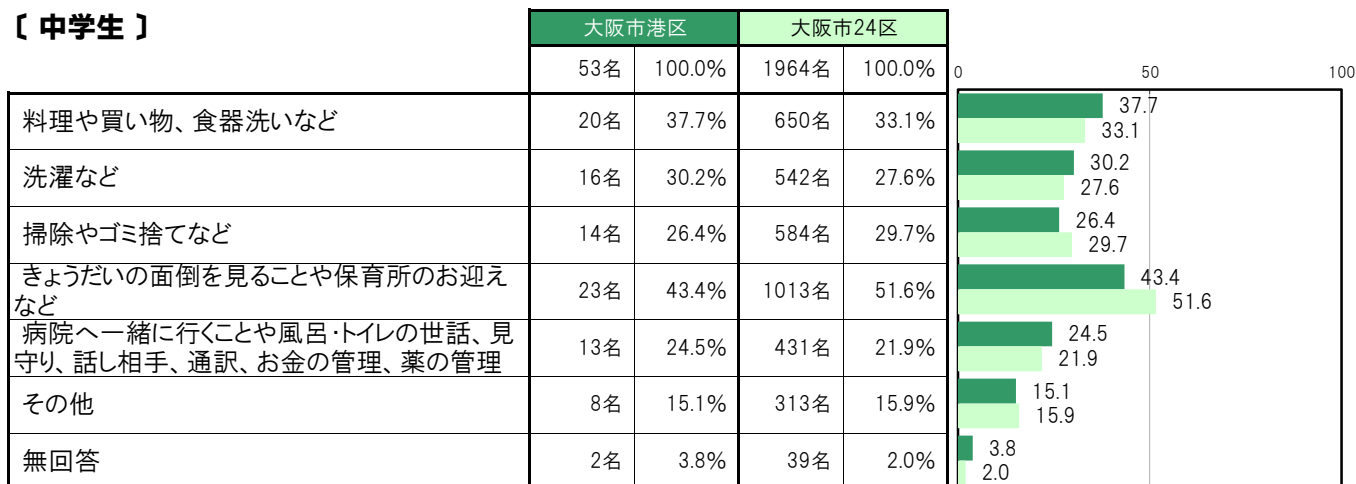 〔 中学生 〕
大阪市港区 大阪市24区
53名 100.0% 1964名 100.0% 0 50 100
料理や買い物、食器洗いなど 20名 37.7% 650名 33.1% 37.7
33.1
洗濯など 16名 30.2% 542名 27.6% 30.2
27.6
掃除やゴミ捨てなど 14名 26.4% 584名 29.7% 26.4
29.7
きょうだいの面倒を見ることや保育所のお迎え
など 23名 43.4% 1013名 51.6% 43.4
51.6
病院へ一緒に行くことや風呂・トイレの世話、見
守り、話し相手、通訳、お金の管理、薬の管理 13名 24.5% 431名 21.9% 24.5
21.9
その他 8名 15.1% 313名 15.9% 15.1
15.9
無回答 2名 3.8% 39名 2.0% 3.8
2.0